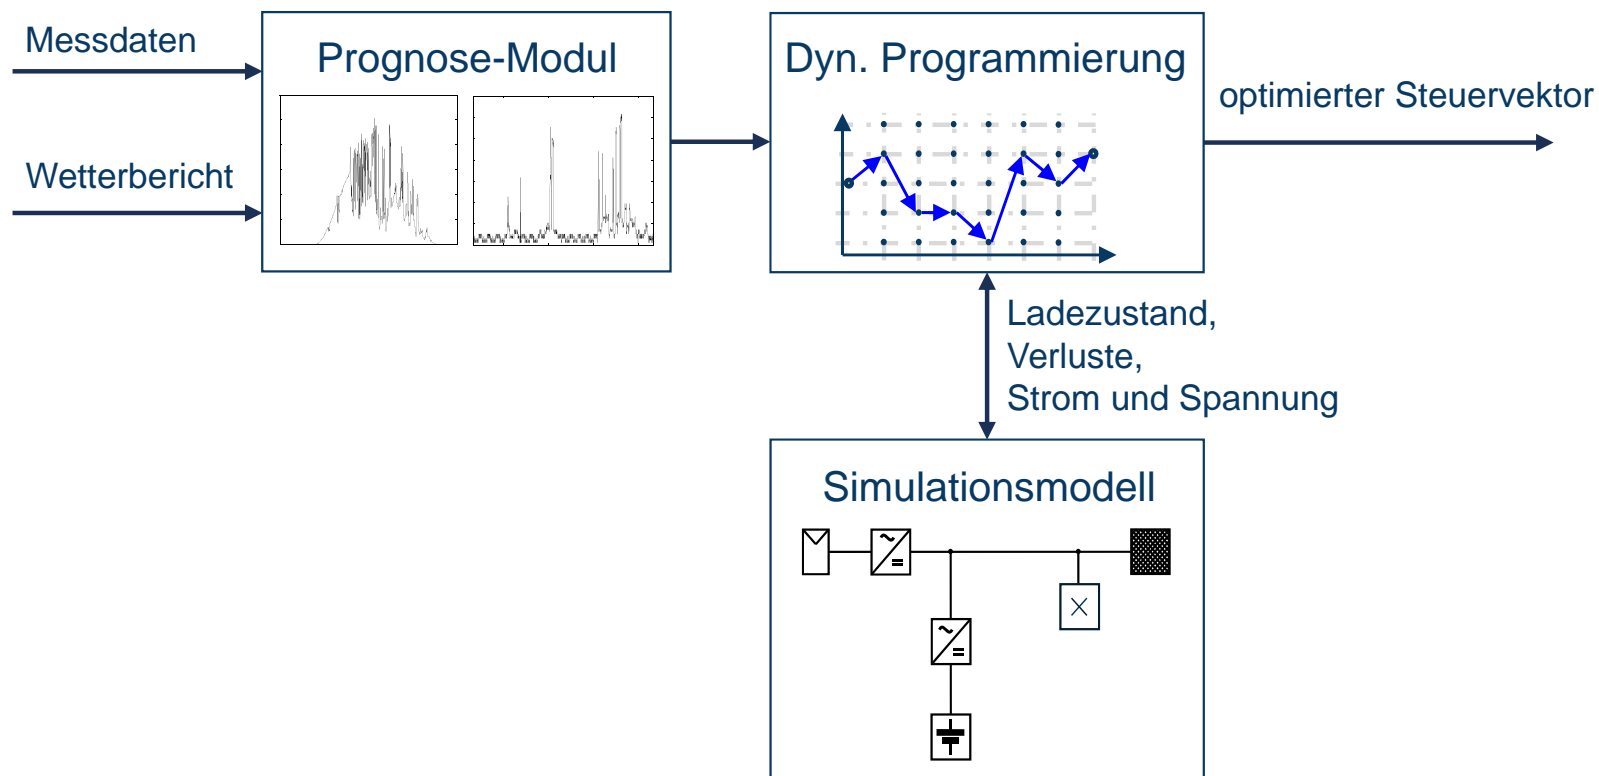 Messdaten
Wetterbericht
Prognose-Modul
Dyn. Programmierung
optimierter Steuervektor
Ladezustand,
Verluste,
Strom und Spannung
Simulationsmodell